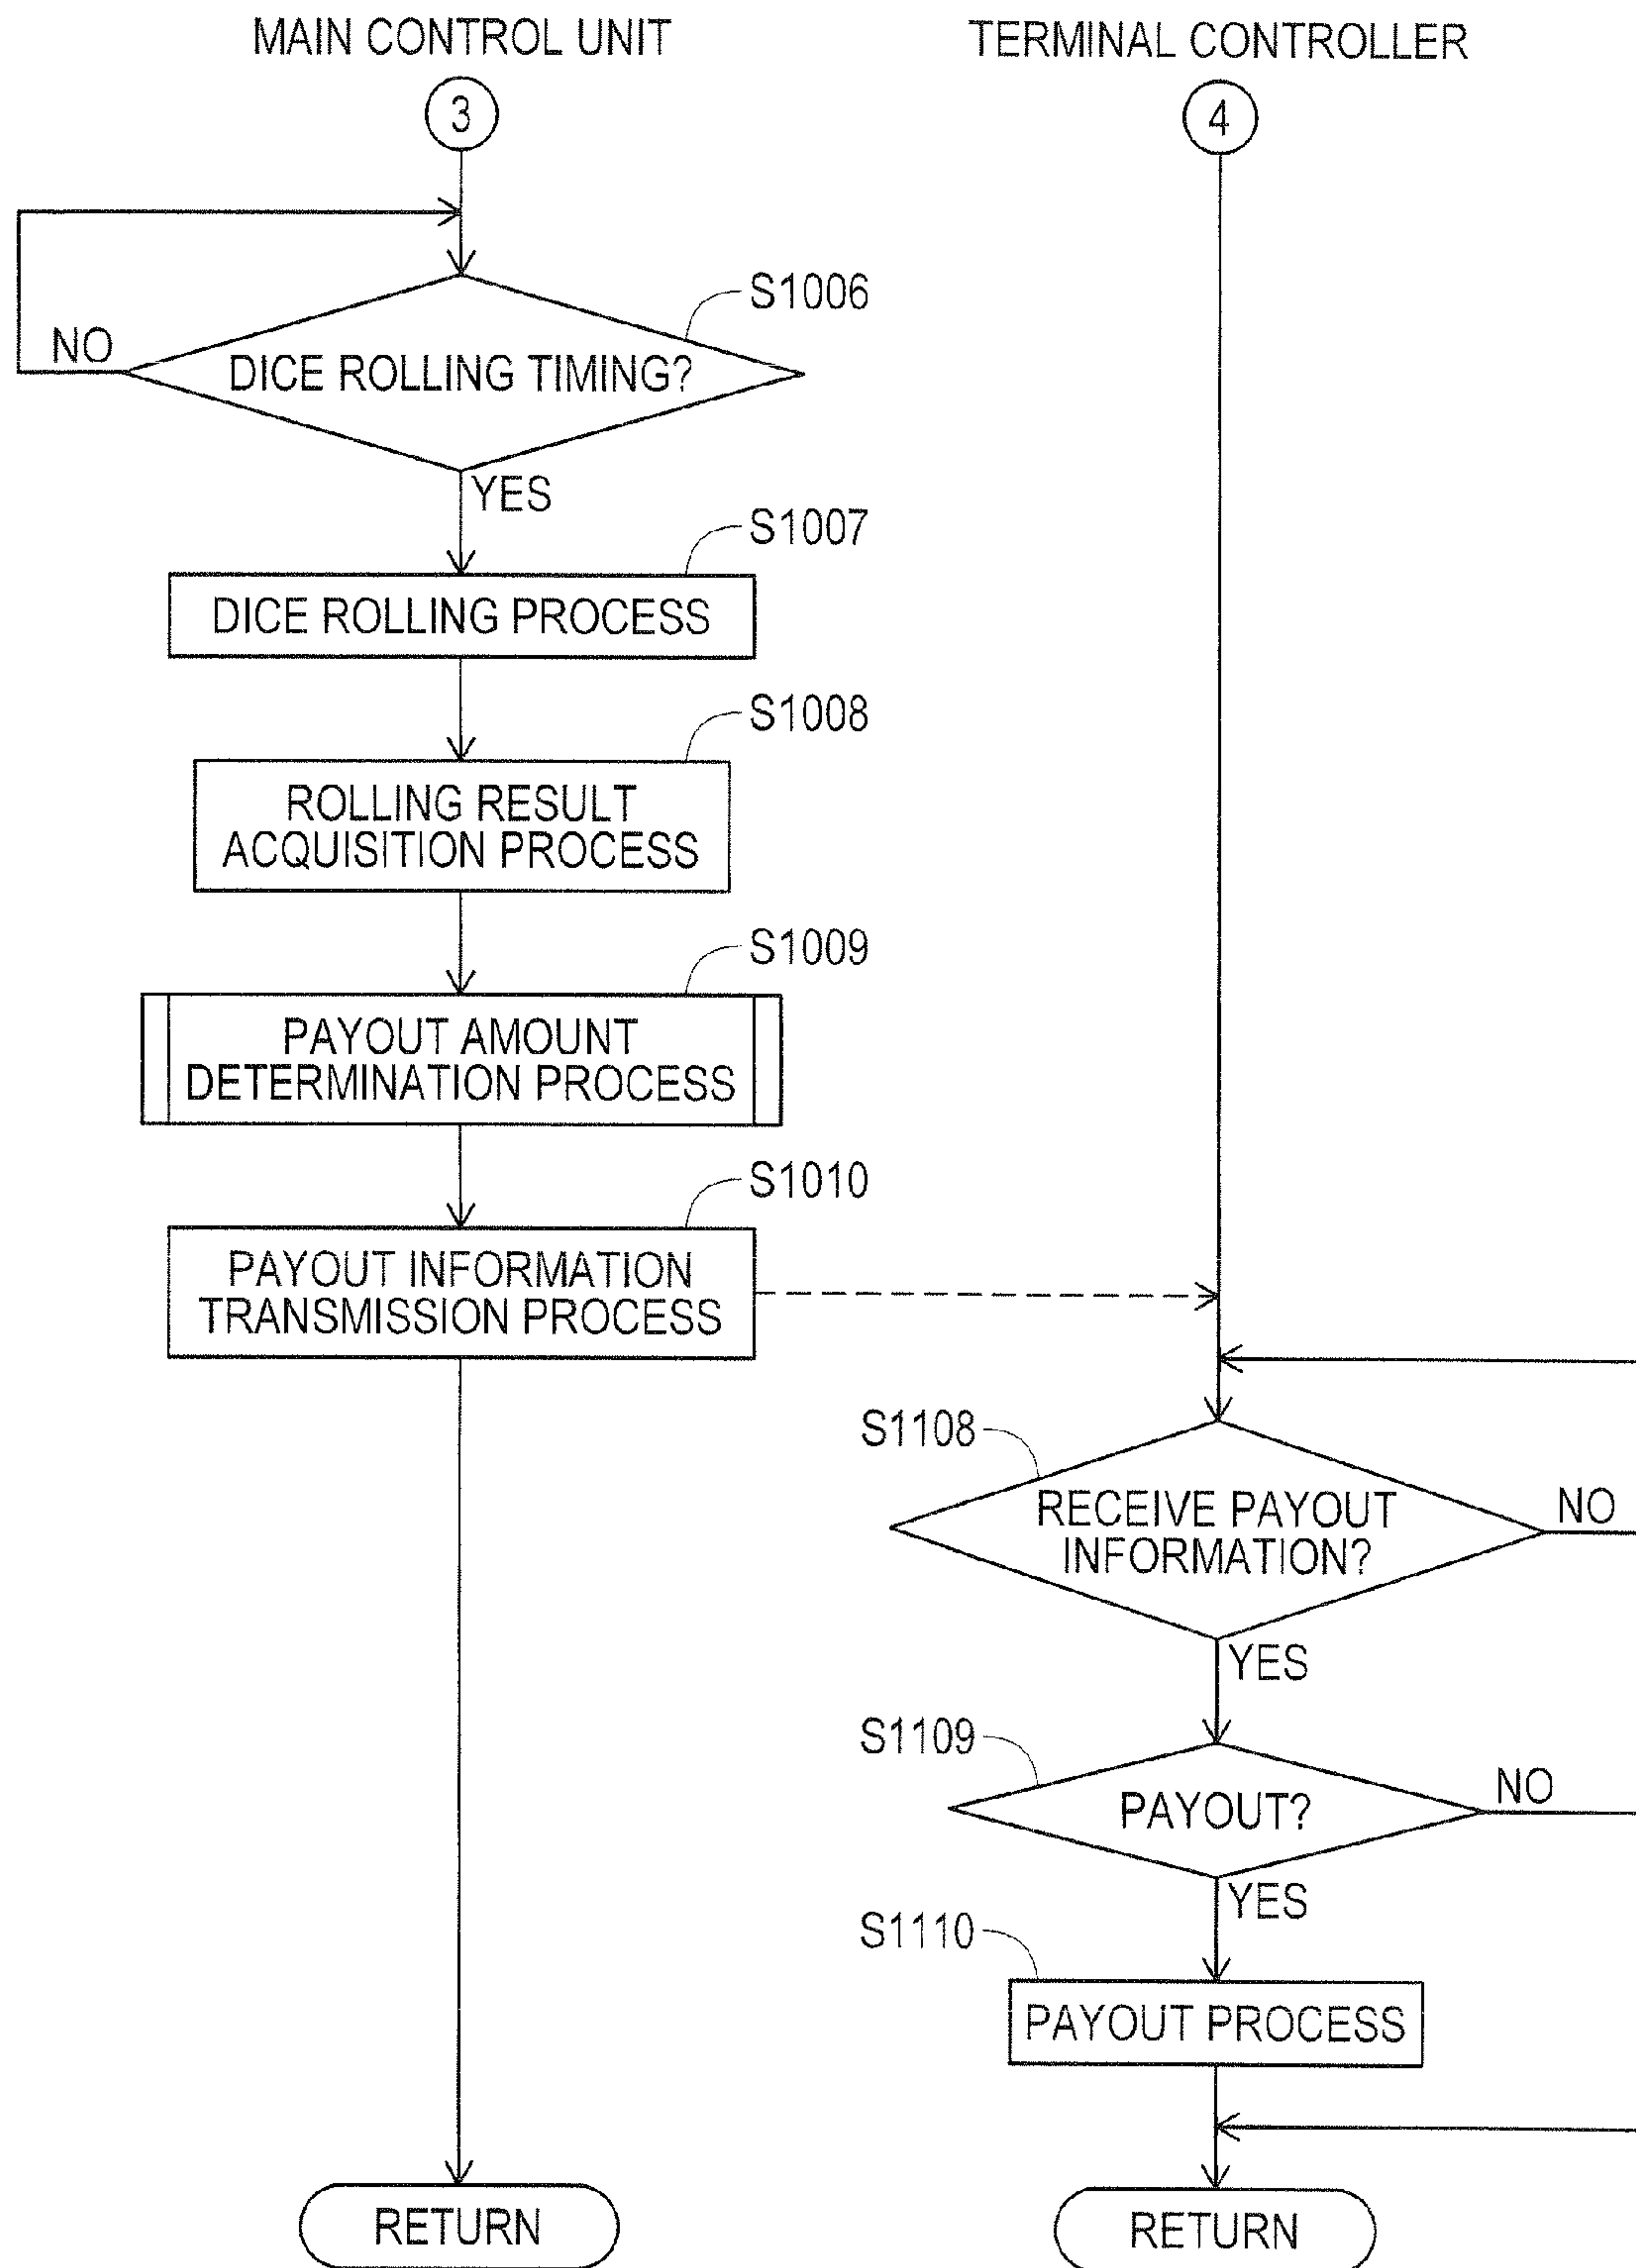 MAIN CONTROL UNIT
3
S1006
DICE ROLLING TIMING?
NO
YES
S1007
DICE ROLLING PROCESS
S1008
ROLLING RESULT
ACQUISITION PROCESS
S1009
PAYOUT AMOUNT
DETERMINATION PROCESS
S1010
PAYOUT INFORMATION
TRANSMISSION PROCESS
RETURN
TERMINAL CONTROLLER
4
S1108
RECEIVE PAYOUT
INFORMATION?
NO
YES
S1109
PAYOUT?
NO
YES
S1110
PAYOUT PROCESS
RETURN